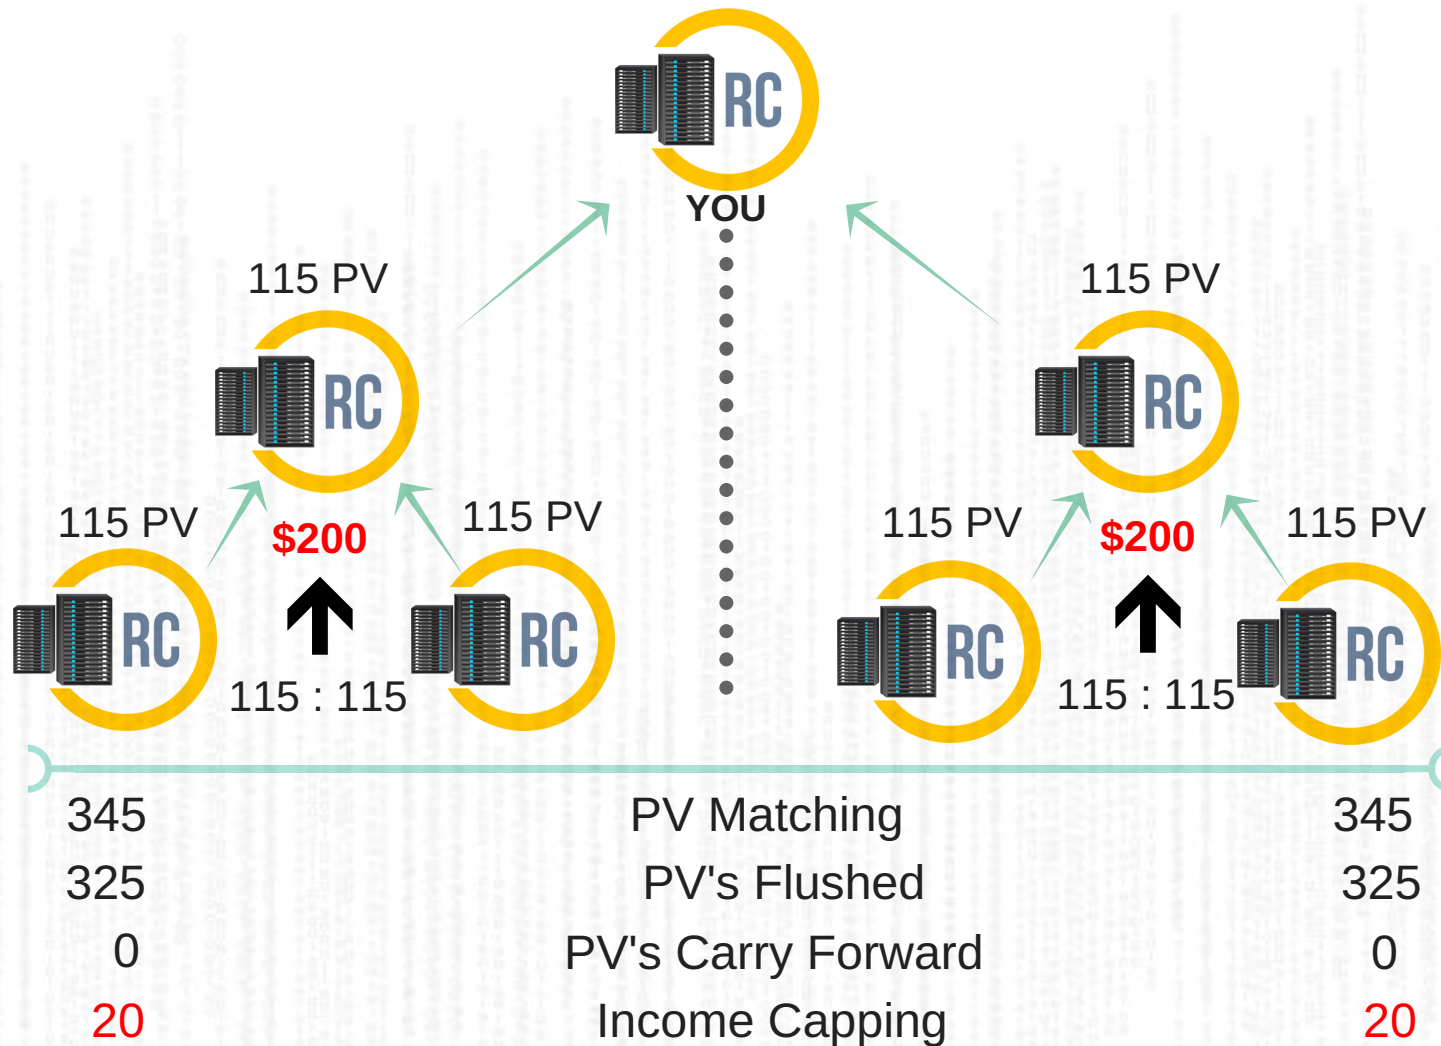 RC
YOU
115 PV
115 PV
RC
RC
115 PV
$200
115 PV
115 PV
$200
115 PV
RC
RC
RC
RC
115 : 115
115 : 115
345 PV Matching 345
325 PV's Flushed 325
0 PV's Carry Forward 0
20 Income Capping 20